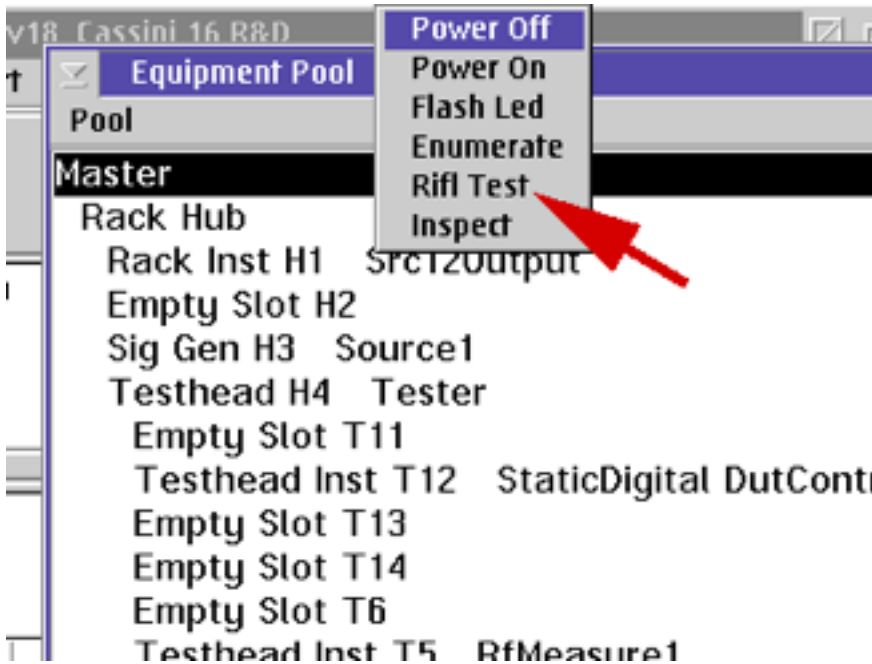 v18 Cassini 16 R&D
Power Off
Power On
Flash Led
Enumerate
Rifl Test
Inspect
Equipment Pool
Pool
Master
Rack Hub
Rack Inst H1 Src12Output
Empty Slot H2
Sig Gen H3 Source1
Testhead H4 Tester
Empty Slot T11
Testhead Inst T12 StaticDigital DutContr
Empty Slot T13
Empty Slot T14
Empty Slot T6
Testhead Inst T5 RfMeasure1